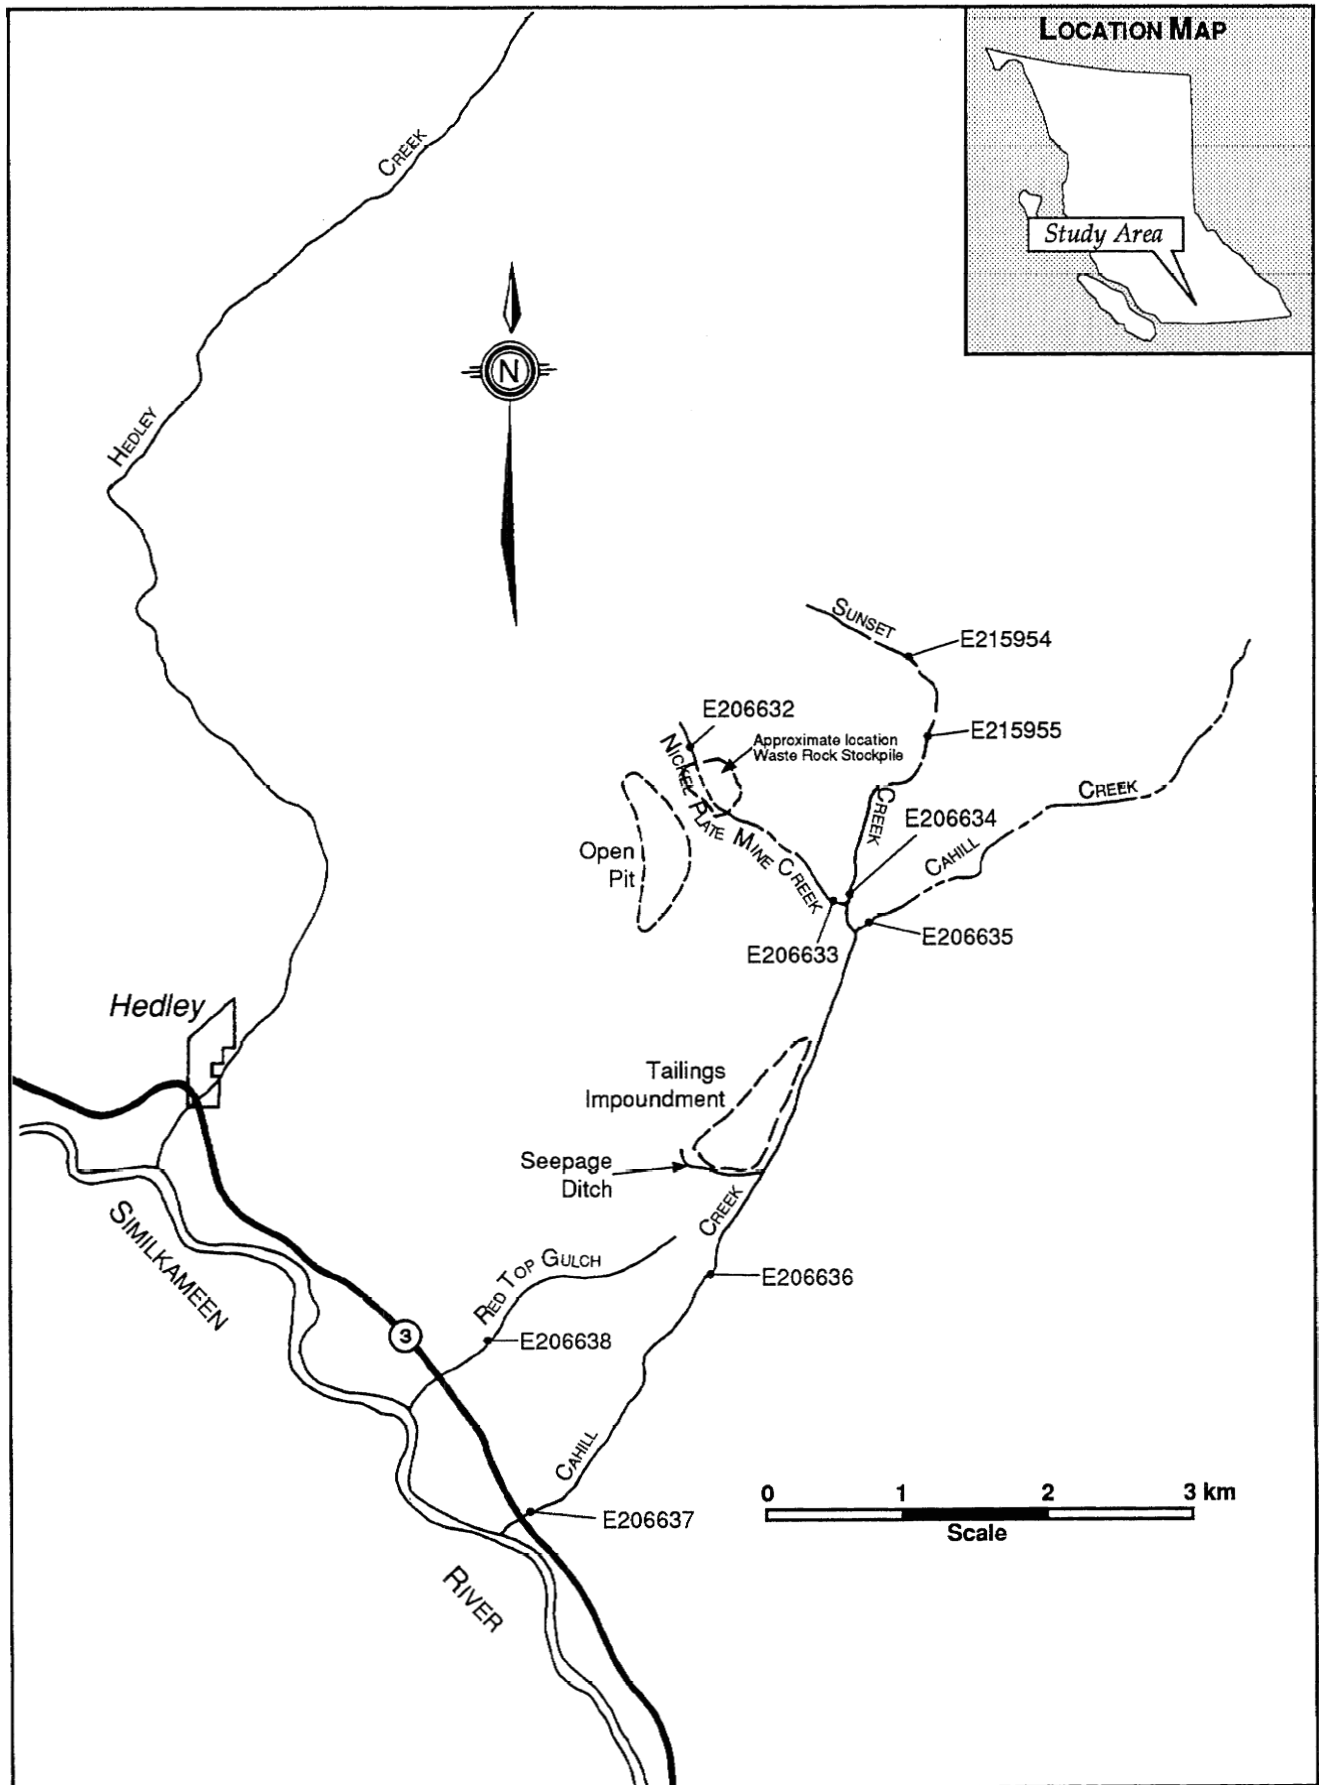 LOCATION MAP
Study Area
CREEK
HEDLEY
N
SUNSET
E215954
E206632
E215955
Approximate location
Waste Rock Stockpile
NICKEL PLATE MINE CREEK
CREEK
CREEK
E206634
CAHILL
Open
Pit
E206633
E206635
Hedley
Tailings
Impoundment
Seepage
Ditch
CREEK
SIMILKAMEEN
RED TOP GULCH
E206636
3
E206638
CAHILL
E206637
0 1 2 3 km
Scale
RIVER